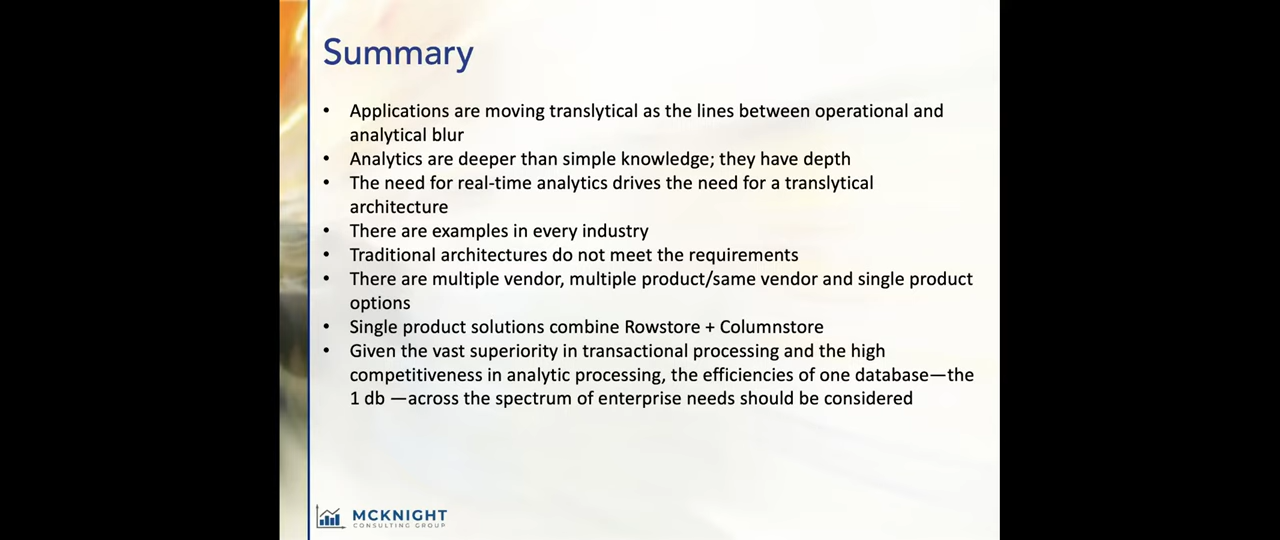 Summary
• Applications are moving translytical as the lines between operational and
analytical blur
• Analytics are deeper than simple knowledge; they have depth
• The need for real-time analytics drives the need for a translytical
architecture
• There are examples in every industry
• Traditional architectures do not meet the requirements
• There are multiple vendor, multiple product/same vendor and single product
options
• Single product solutions combine Rowstore + Columnstore
• Given the vast superiority in transactional processing and the high
competitiveness in analytic processing, the efficiencies of one database—the
1 db —across the spectrum of enterprise needs should be considered
MCKNIGHT
CONSULTING GROUP